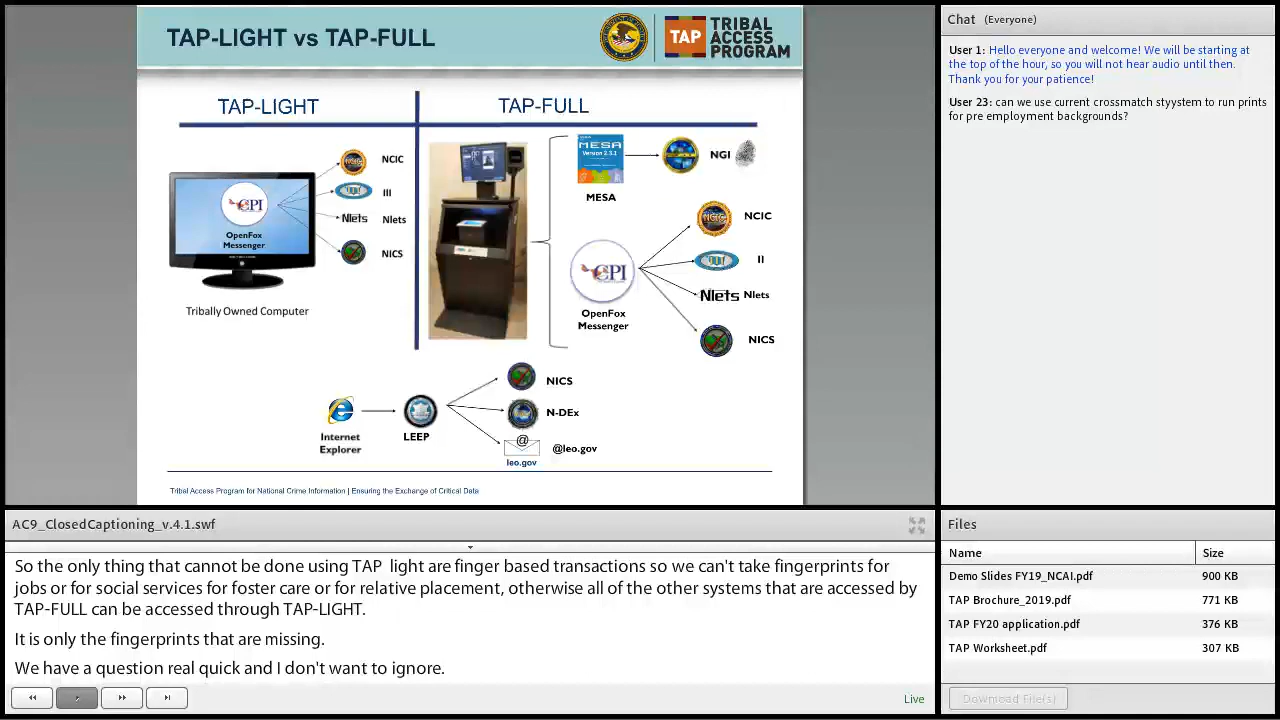 TAP-LIGHT vs TAP-FULL
TAP
TRIBAL
ACCESS
PROGRAM
TAP-LIGHT
TAP-FULL
CPI
OpenFox
Messenger
NCIC
III
Nlets Nlets
NICS
Tribally Owned Computer
MESA
Version 2.3.1
MESA
NGI
CPI
OpenFox
Messenger
NCIC
NCIC
II
Nlets Nlets
NICS
Internet
Explorer
LEEP
NICS
N-DEx
@
leo.gov
@leo.gov
Tribal Access Program for National Crime Information | Ensuring the Exchange of Critical Data
Chat (Everyone)
User 1: Hello everyone and welcome! We will be starting at
the top of the hour, so you will not hear audio until then.
Thank you for your patience!
User 23: can we use current crossmatch styystem to run prints
for pre employment backgrounds?
AC9_ClosedCaptioning_v.4.1.swf
So the only thing that cannot be done using TAP light are finger based transactions so we can't take fingerprints for
jobs or for social services for foster care or for relative placement, otherwise all of the other systems that are accessed by
TAP-FULL can be accessed through TAP-LIGHT.
It is only the fingerprints that are missing.
We have a question real quick and I don't want to ignore.
Live
Files
Name Size
Demo Slides FY19_NCAI.pdf 900 KB
TAP Brochure_2019.pdf 771 KB
TAP FY20 application.pdf 376 KB
TAP Worksheet.pdf 307 KB
Download File(s)